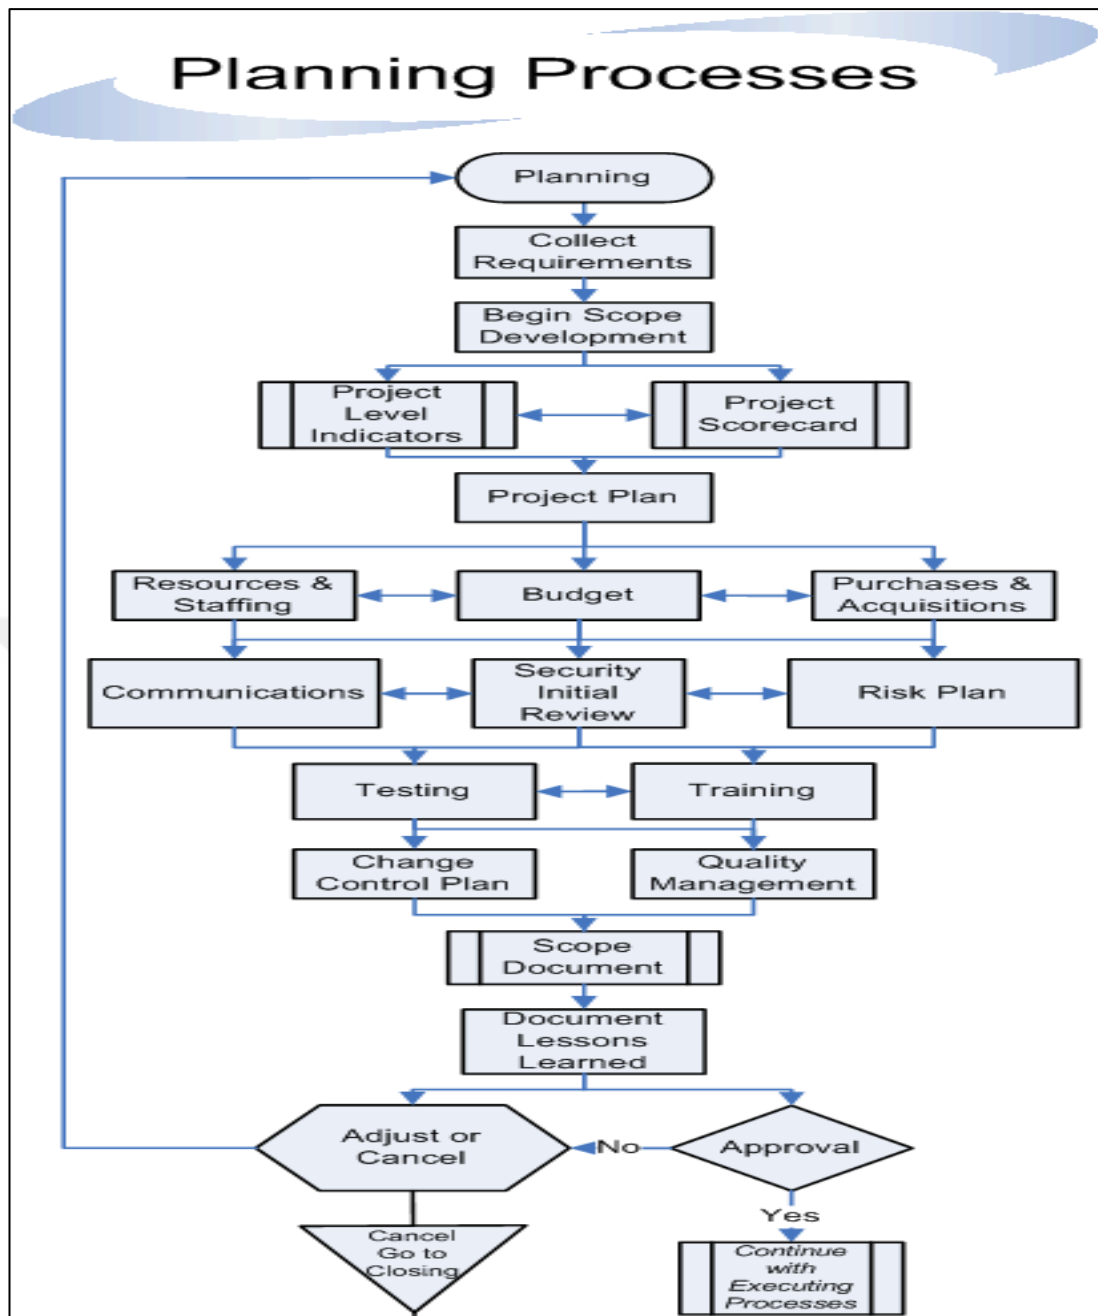 Planning Processes
Planning
Collect
Requirements
Begin Scope
Development
Project
Level
Indicators
Project
Scorecard
Project Plan
Resources &
Staffing
Budget
Purchases &
Acquisitions
Communications
Security
Initial
Review
Risk Plan
Testing
Training
Change
Control Plan
Quality
Management
Scope
Document
Document
Lessons
Learned
Adjust or
Cancel
No
Approval
Yes
Cancel
Go to
Closing
Continue
with
Executing
Processes